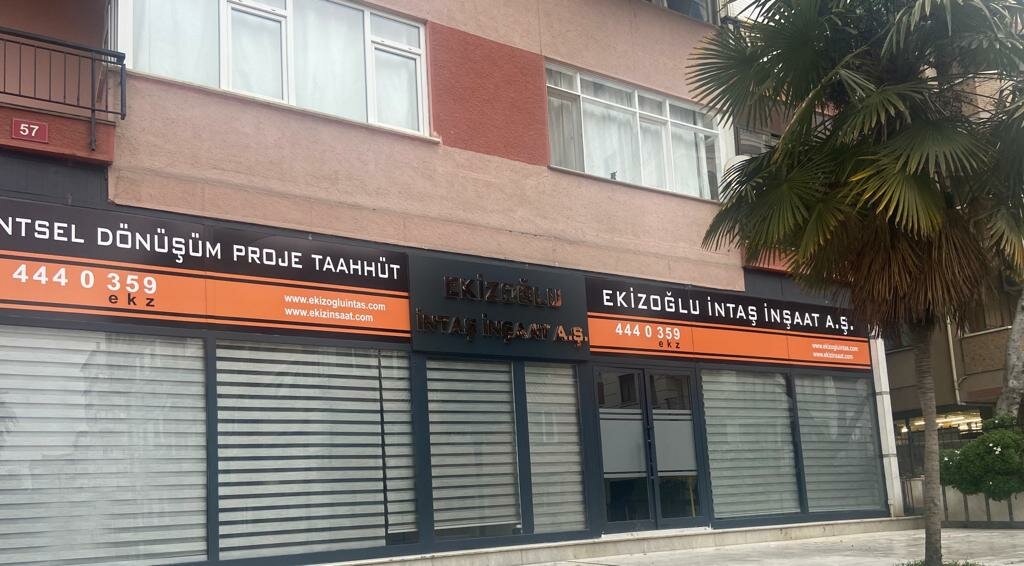 57
NTSEL DÖNÜŞÜM PROJE TAAHHÜT
444 0 359
ekz
www.ekizogluintas.com
www.ekizinsaat.com
EKİZOĞLU
İNTAŞ İNŞAAT A.Ş.
EKİZOĞLU İNTAŞ İNŞAAT A.Ş.
444 0 359
ekz
www.ekizogluintas.com
www.ekizinsaat.com